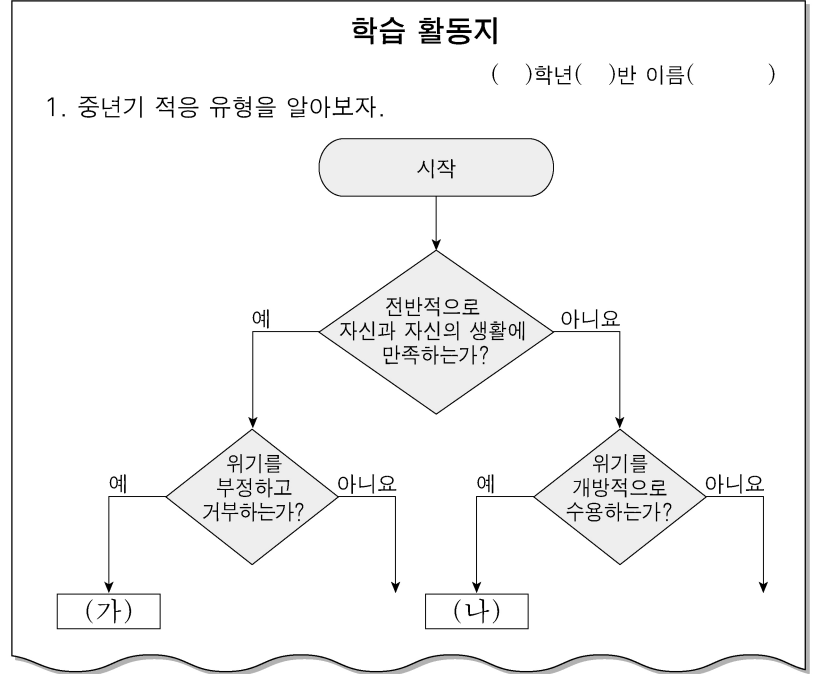 학습 활동지
(   )학년(   )반 이름(       )
1. 중년기 적응 유형을 알아보자.
시작
전반적으로
자신과 자신의 생활에
만족하는가?
예
아니요
위기를
부정하고
거부하는가?
예
아니요
위기를
개방적으로
수용하는가?
예
아니요
(가)
(나)